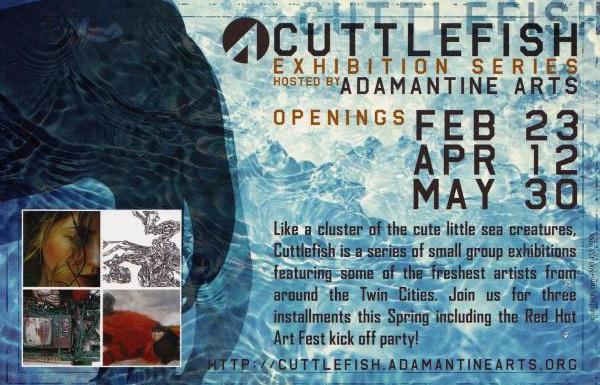 CUTTLEFISH
CUTTLEFISH
EXHIBITION SERIES
HOSTED BY ADAMANTINE ARTS
OPENINGS FEB 23
APR 12
MAY 30
Like a cluster of the cute little sea creatures,
Cuttlefish is a series of small group exhibitions
featuring some of the freshest artists from
around the Twin Cities. Join us for three
installments this Spring including the Red Hot
Art Fest kick off party!
HTTP://CUTTLEFISH.ADAMANTINEARTS.ORG